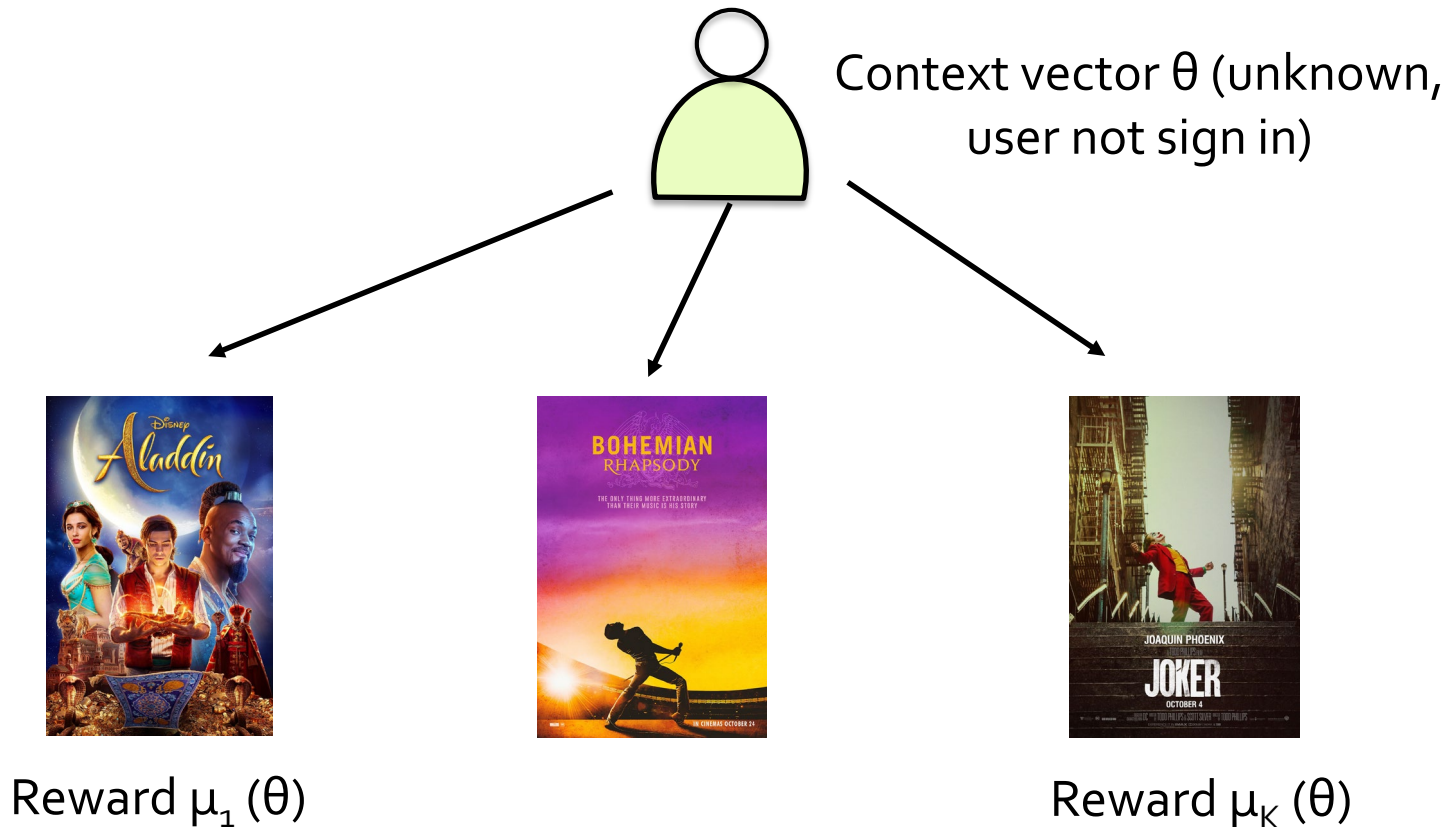 Context vector θ (unknown,
user not sign in)
DISNEY
Aladdin
BOHEMIAN
RHAPSODY
THE ONLY THING MORE EXTRAORDINARY
THAN THEIR MUSIC IS HIS STORY
IN CINEMAS OCTOBER 24
JOAQUIN PHOENIX
JOKER
OCTOBER 4
Reward μ₁ (θ)
Reward μ_K (θ)